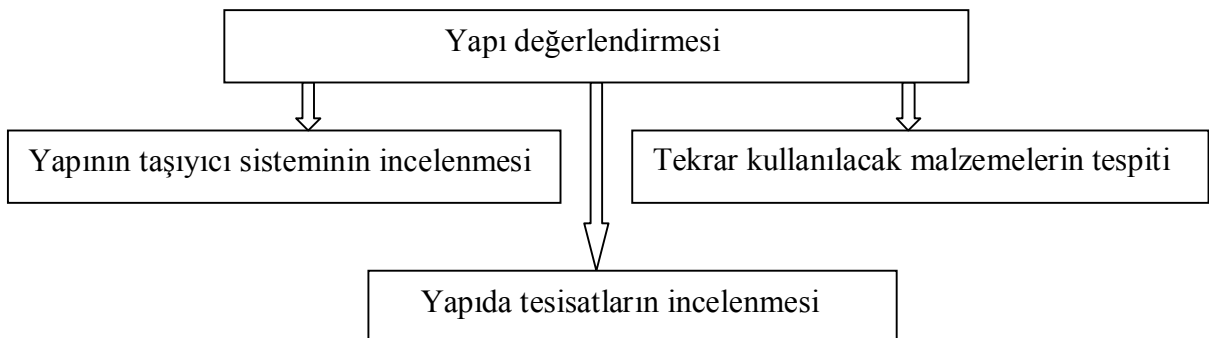 Yapı değerlendirmesi
Yapının taşıyıcı sisteminin incelenmesi
Tekrar kullanılacak malzemelerin tespiti
Yapıda tesisatların incelenmesi